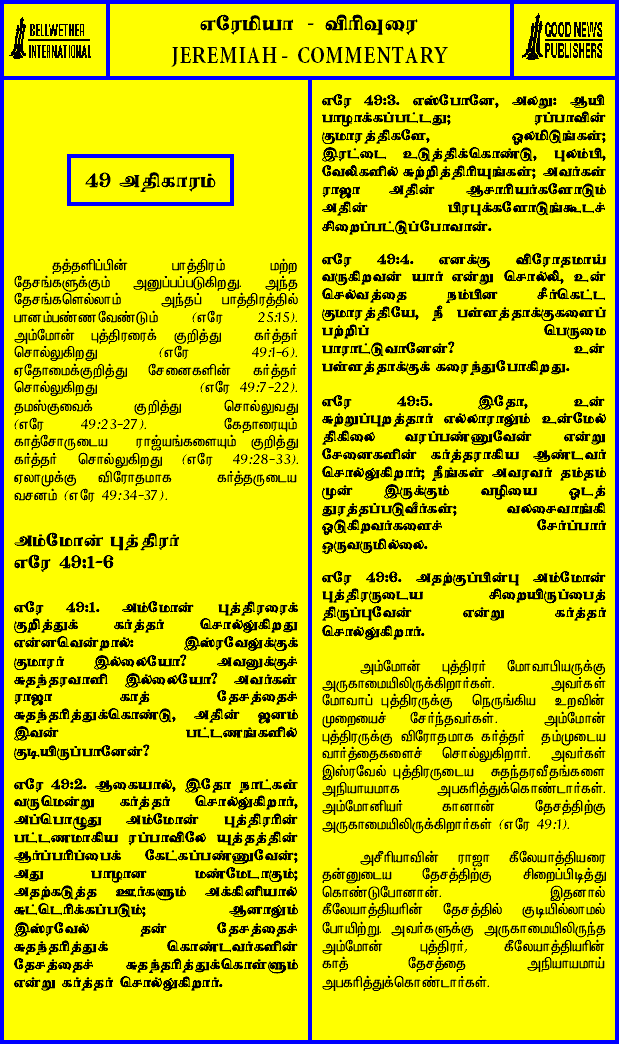 BELLWETHER
INTERNATIONAL
எரேமியா - விரிவுரை
JEREMIAH - COMMENTARY
GOOD NEWS
PUBLISHERS
49 அதிகாரம்
தத்தளிப்பின் பாத்திரம் மற்ற
தேசங்களுக்கும் அனுப்பப்படுகிறது. அந்த
தேசங்களெல்லாம் அந்தப் பாத்திரத்தில்
பானம்பண்ணவேண்டும் (எரே 25:15).
அம்மோன் புத்திரரைக் குறித்து கர்த்தர்
சொல்லுகிறது (எரே 49:1-6).
ஏதோமைக்குறித்து சேனைகளின் கர்த்தர்
சொல்லுகிறது (எரே 49:7-22).
தமஸ்குவைக் குறித்து சொல்லுவது
(எரே 49:23-27). கேதாரையும்
காத்சோருடைய ராஜ்யங்களையும் குறித்து
கர்த்தர் சொல்லுகிறது (எரே 49:28-33).
ஏலாமுக்கு விரோதமாக கர்த்தருடைய
வசனம் (எரே 49:34-37).
அம்மோன் புத்திரர்
எரே 49:1-6
எரே 49:1. அம்மோன் புத்திரரைக்
குறித்துக் கர்த்தர் சொல்லுகிறது
என்னவென்றால்: இஸ்ரவேலுக்குக்
குமாரர் இல்லையோ? அவனுக்குச்
சுதந்தரவாளி இல்லையோ? அவர்கள்
ராஜா காத் தேசத்தைச்
சுதந்தரித்துக்கொண்டு, அதின் ஜனம்
இவன் பட்டணங்களில்
குடியிருப்பானேன்?
எரே 49:2. ஆகையால், இதோ நாட்கள்
வருமென்று கர்த்தர் சொல்லுகிறார்,
அப்பொழுது அம்மோன் புத்திரரின்
பட்டணமாகிய ரப்பாவிலே யுத்தத்தின்
ஆர்ப்பரிப்பைக் கேட்கப்பண்ணுவேன்;
அது பாழான மண்மேடாகும்;
அதற்கடுத்த ஊர்களும் அக்கினியால்
சுட்டெரிக்கப்படும்; ஆனாலும்
இஸ்ரவேல் தன் தேசத்தைச்
சுதந்தரித்துக் கொண்டவர்களின்
தேசத்தைச் சுதந்தரித்துக்கொள்ளும்
என்று கர்த்தர் சொல்லுகிறார்.
எரே 49:3. எஸ்போனே, அலறு: ஆயி
பாழாக்கப்பட்டது; ரப்பாவின்
குமாரத்திகளே, ஓலமிடுங்கள்;
இரட்டை உடுத்திக்கொண்டு, புலம்பி,
வேலிகளில் சுற்றித்திரியுங்கள்; அவர்கள்
ராஜா அதின் ஆசாரியர்களோடும்
அதின் பிரபுக்களோடுங்கூடச்
சிறைப்பட்டுப்போவான்.
எரே 49:4. எனக்கு விரோதமாய்
வருகிறவன் யார் என்று சொல்லி, உன்
செல்வத்தை நம்பின சீர்கெட்ட
குமாரத்தியே, நீ பள்ளத்தாக்குகளைப்
பற்றிப் பெருமை
பாராட்டுவானேன்? உன்
பள்ளத்தாக்குக் கரைந்துபோகிறது.
எரே 49:5. இதோ, உன்
சுற்றுப்புறத்தார் எல்லாராலும் உன்மேல்
திகிலை வரப்பண்ணுவேன் என்று
சேனைகளின் கர்த்தராகிய ஆண்டவர்
சொல்லுகிறார்; நீங்கள் அவரவர் தம்தம்
முன் இருக்கும் வழியை ஓடத்
துரத்தப்படுவீர்கள்; வலசைவாங்கி
ஓடுகிறவர்களைச் சேர்ப்பார்
ஒருவருமில்லை.
எரே 49:6. அதற்குப்பின்பு அம்மோன்
புத்திரருடைய சிறையிருப்பைத்
திருப்புவேன் என்று கர்த்தர்
சொல்லுகிறார்.
அம்மோன் புத்திரர் மோவாபியருக்கு
அருகாமையிலிருக்கிறார்கள். அவர்கள்
மோவாப் புத்திரருக்கு நெருங்கிய உறவின்
முறையைச் சேர்ந்தவர்கள். அம்மோன்
புத்திரருக்கு விரோதமாக கர்த்தர் தம்முடைய
வார்த்தைகளைச் சொல்லுகிறார். அவர்கள்
இஸ்ரவேல் புத்திரருடைய சுதந்தரவீதங்களை
அநியாயமாக அபகரித்துக்கொண்டார்கள்.
அம்மோனியர் கானான் தேசத்திற்கு
அருகாமையிலிருக்கிறார்கள் (எரே 49:1).
அசீரியாவின் ராஜா கீலேயாத்தியரை
தன்னுடைய தேசத்திற்கு சிறைப்பிடித்து
கொண்டுபோனான். இதனால்
கீலேயாத்தியரின் தேசத்தில் குடியில்லாமல்
போயிற்று. அவர்களுக்கு அருகாமையிலிருந்த
அம்மோன் புத்திரர், கீலேயாத்தியரின்
காத் தேசத்தை அநியாயமாய்
அபகரித்துக்கொண்டார்கள்.